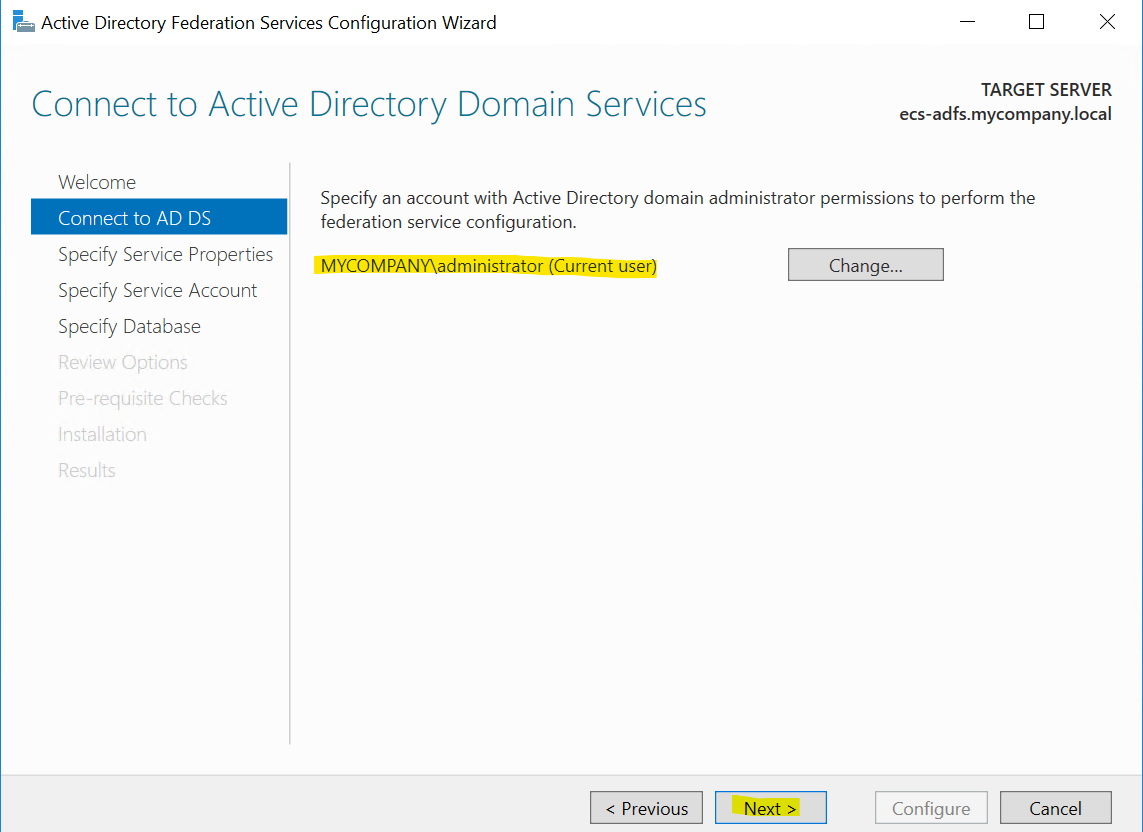 Active Directory Federation Services Configuration Wizard
Connect to Active Directory Domain Services
TARGET SERVER
ecs-adfs.mycompany.local
Welcome
Connect to AD DS
Specify Service Properties
Specify Service Account
Specify Database
Review Options
Pre-requisite Checks
Installation
Results
Specify an account with Active Directory domain administrator permissions to perform the
federation service configuration.
MYCOMPANY\administrator (Current user)
Change...
< Previous
Next >
Configure
Cancel